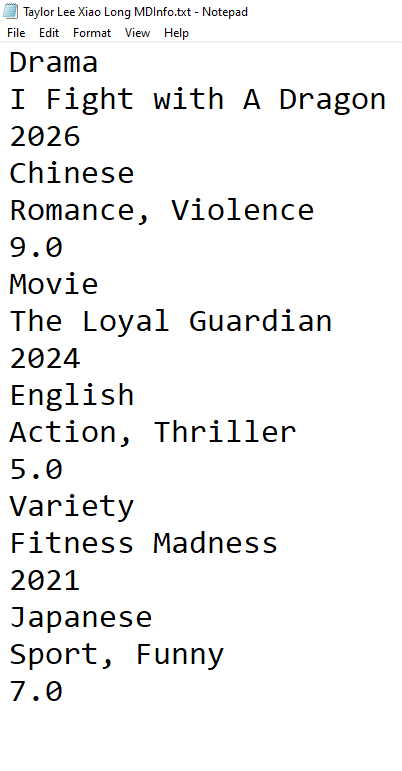 Taylor Lee Xiao Long MDInfo.txt - Notepad
File Edit Format View Help
Drama
I Fight with A Dragon
2026
Chinese
Romance, Violence
9.0
Movie
The Loyal Guardian
2024
English
Action, Thriller
5.0
Variety
Fitness Madness
2021
Japanese
Sport, Funny
7.0